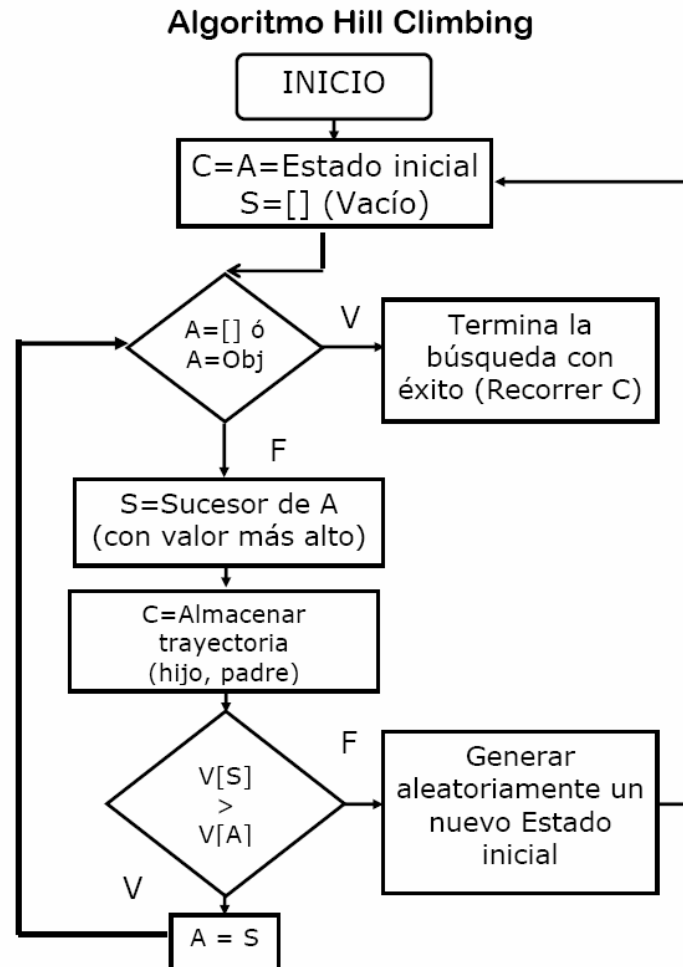 Algoritmo Hill Climbing
INICIO
C=A=Estado inicial
S=[] (Vacío)
A=[] ó
A=Obj
V
Termina la
búsqueda con
éxito (Recorrer C)
F
S=Sucesor de A
(con valor más alto)
C=Almacenar
trayectoria
(hijo, padre)
V[S]
>
V[A]
F
Generar
aleatoriamente un
nuevo Estado
inicial
V
A = S